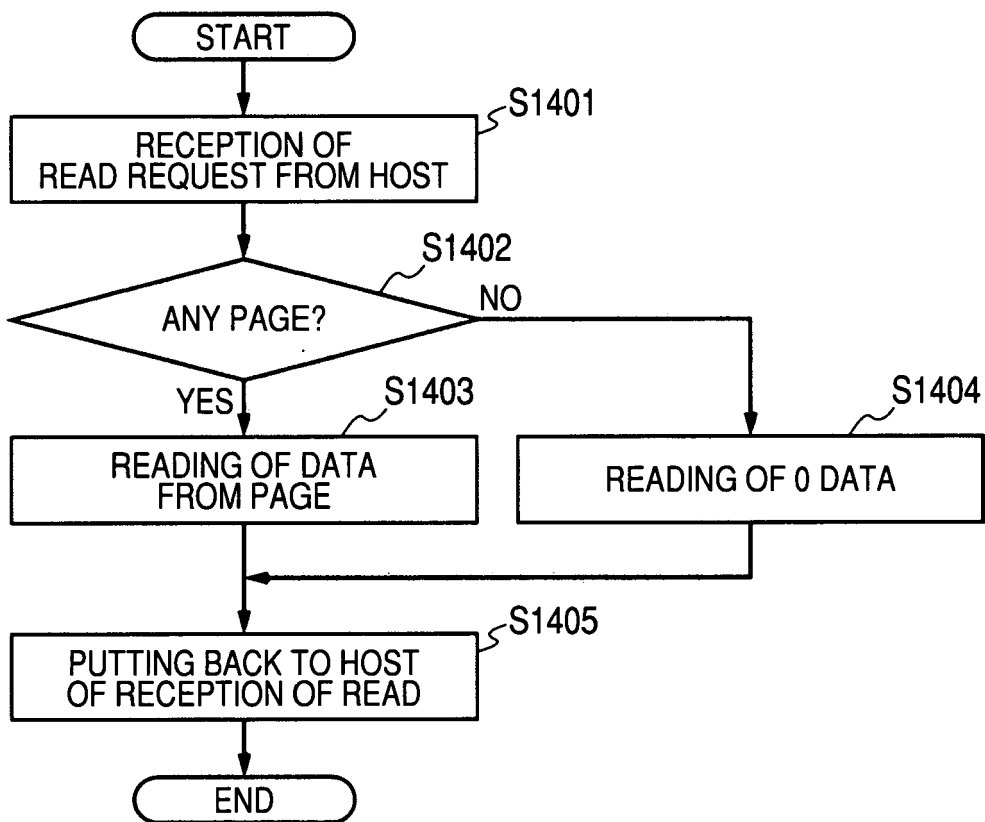 START
S1401
RECEPTION OF
READ REQUEST FROM HOST
S1402
ANY PAGE?
NO
YES
S1403
S1404
READING OF DATA
FROM PAGE
READING OF 0 DATA
S1405
PUTTING BACK TO HOST
OF RECEPTION OF READ
END